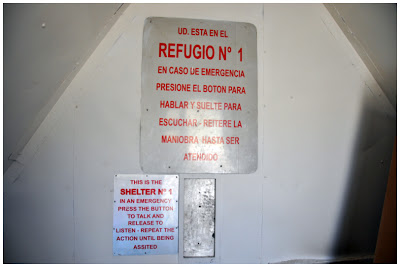 UD. ESTA EN EL
REFUGIO Nº 1
EN CASO DE EMERGENCIA
PRESIONE EL BOTON PARA
HABLAR Y SUELTE PARA
ESCUCHAR - REITERE LA
MANIOBRA HASTA SER
ATENDIDO
THIS IS THE
SHELTER Nº 1
IN AN EMERGENCY
PRESS THE BUTTON
TO TALK AND
RELEASE TO
LISTEN - REPEAT THE
ACTION UNTIL BEING
ASSITED